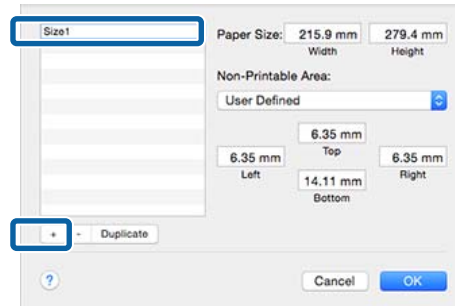 Size1
Paper Size: 215.9 mm 279.4 mm
Width Height
Non-Printable Area:
User Defined
6.35 mm
Top
6.35 mm 6.35 mm
Left Right
14.11 mm
Bottom
+ - Duplicate
? Cancel OK